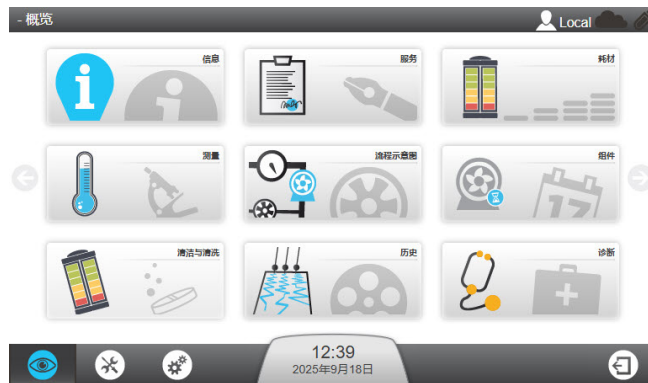 - 概览
Local
信息
服务
耗材
测量
流程示意图
组件
17
清洁与清洗
历史
诊断
12:39
2025年9月18日